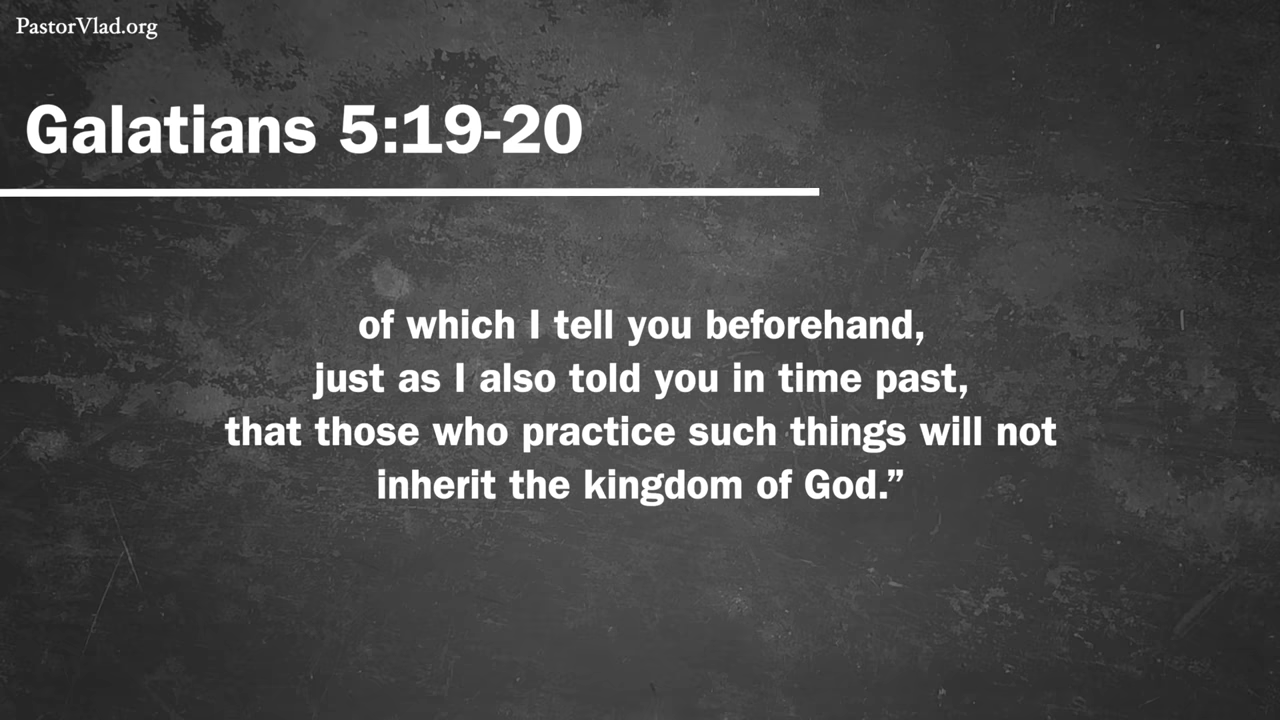 PastorVlad.org
Galatians 5:19-20
of which I tell you beforehand,
just as I also told you in time past,
that those who practice such things will not
inherit the kingdom of God.”